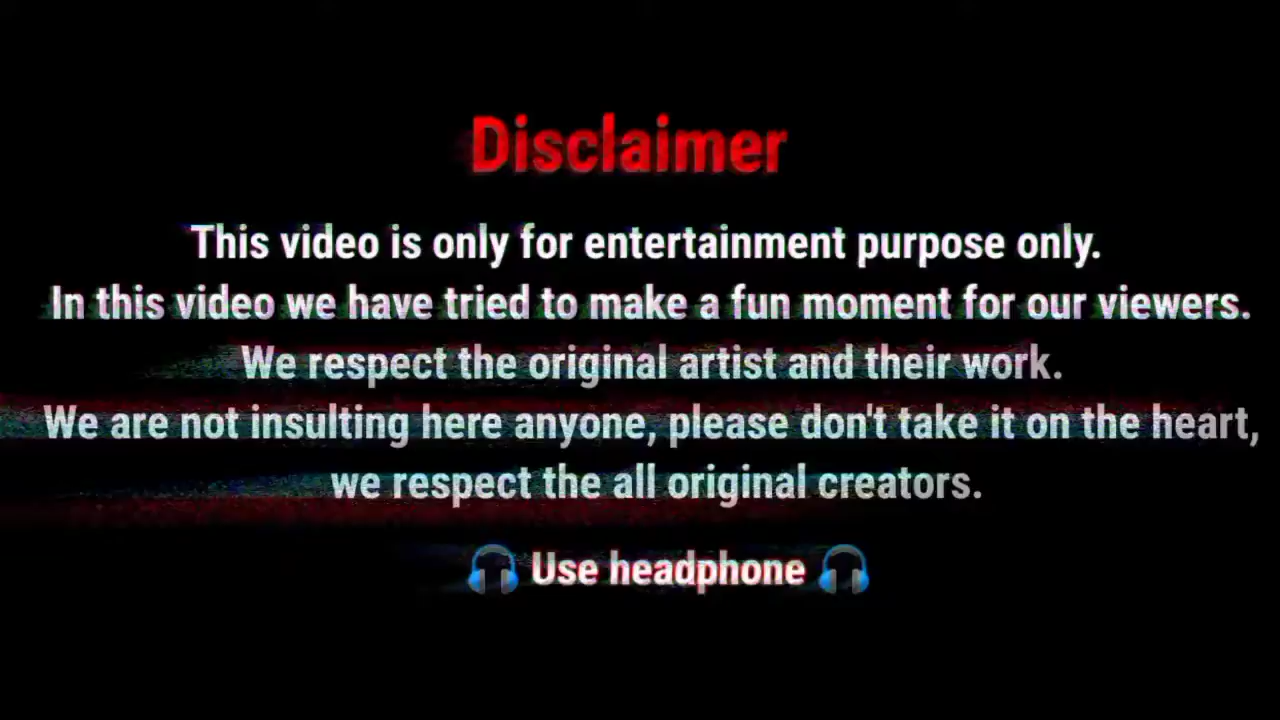 Disclaimer
This video is only for entertainment purpose only.
In this video we have tried to make a fun moment for our viewers.
We respect the original artist and their work.
We are not insulting here anyone, please don't take it on the heart,
we respect the all original creators.
🎧 Use headphone 🎧